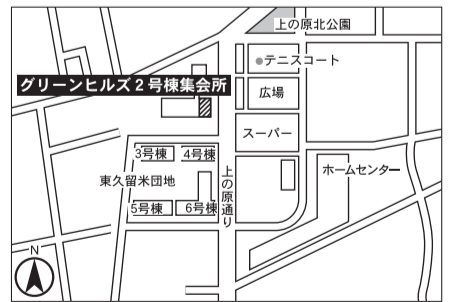 上の原北公園
テニスコート
グリーンヒルズ2号棟集会所
広場
スーパー
3号棟
4号棟
ホームセンター
東久留米団地
上の原通り
5号棟
6号棟
N